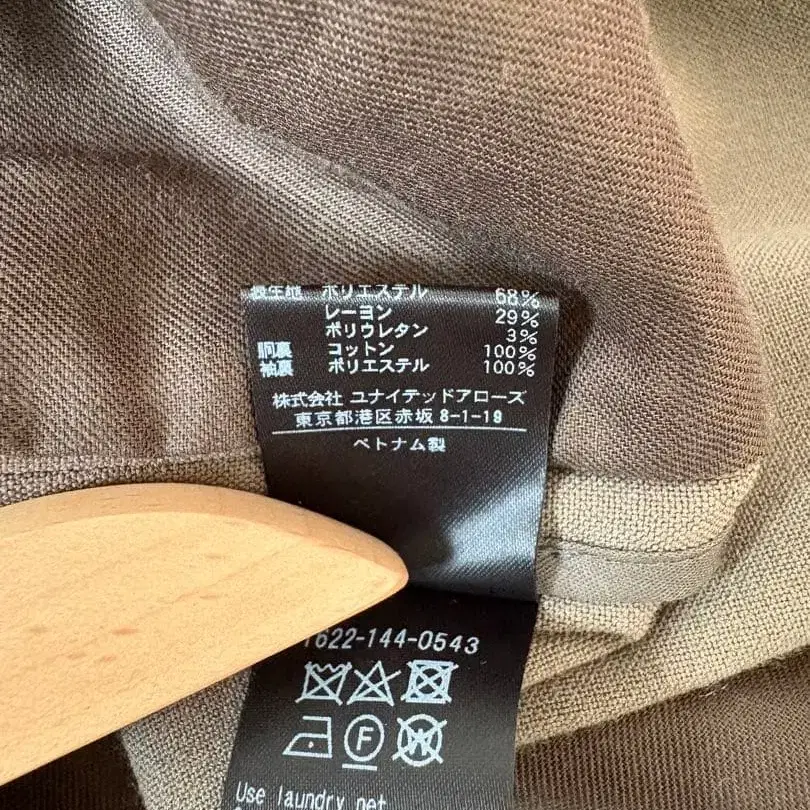 表生地 ポリエステル 68%
レーヨン 29%
ポリウレタン 3%
胴裏 コットン 100%
袖裏 ポリエステル 100%
株式会社 ユナイテッドアローズ
東京都港区赤坂 8-1-19
ベトナム製
1622-144-0543
F W
Use laundry net